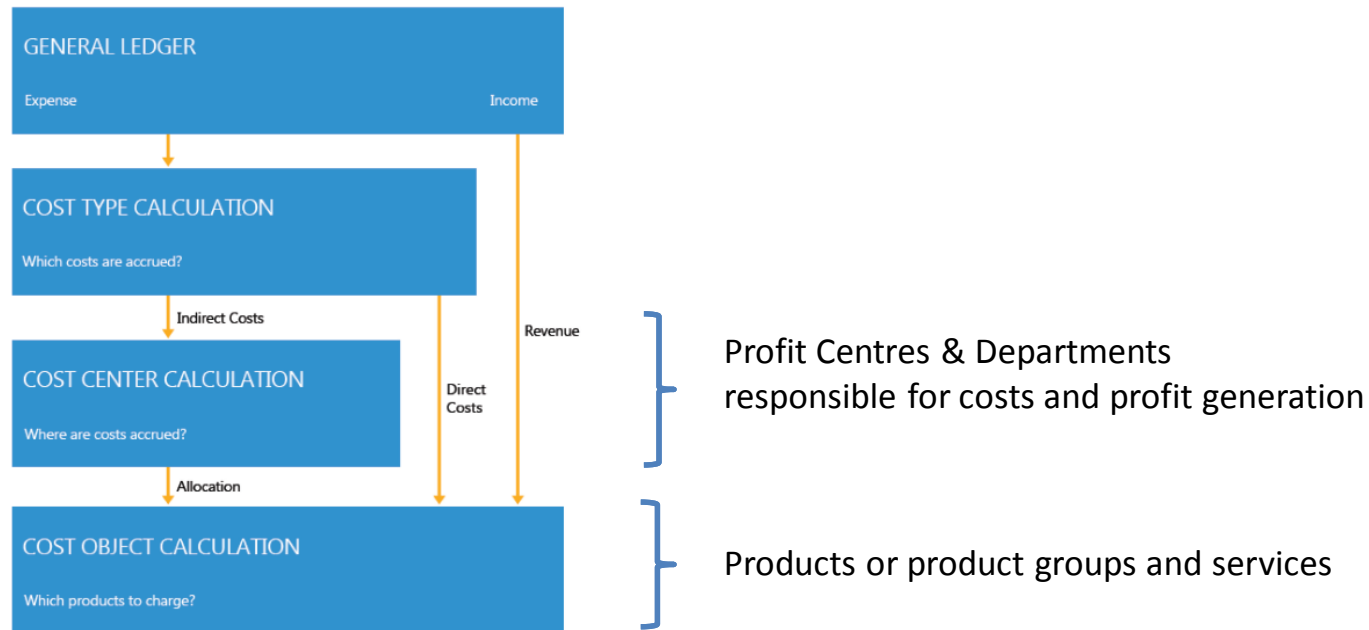 GENERAL LEDGER
Expense
Income
COST TYPE CALCULATION
Which costs are accrued?
Indirect Costs
Revenue
COST CENTER CALCULATION
Where are costs accrued?
Direct
Costs
Profit Centres & Departments
responsible for costs and profit generation
Allocation
COST OBJECT CALCULATION
Which products to charge?
Products or product groups and services